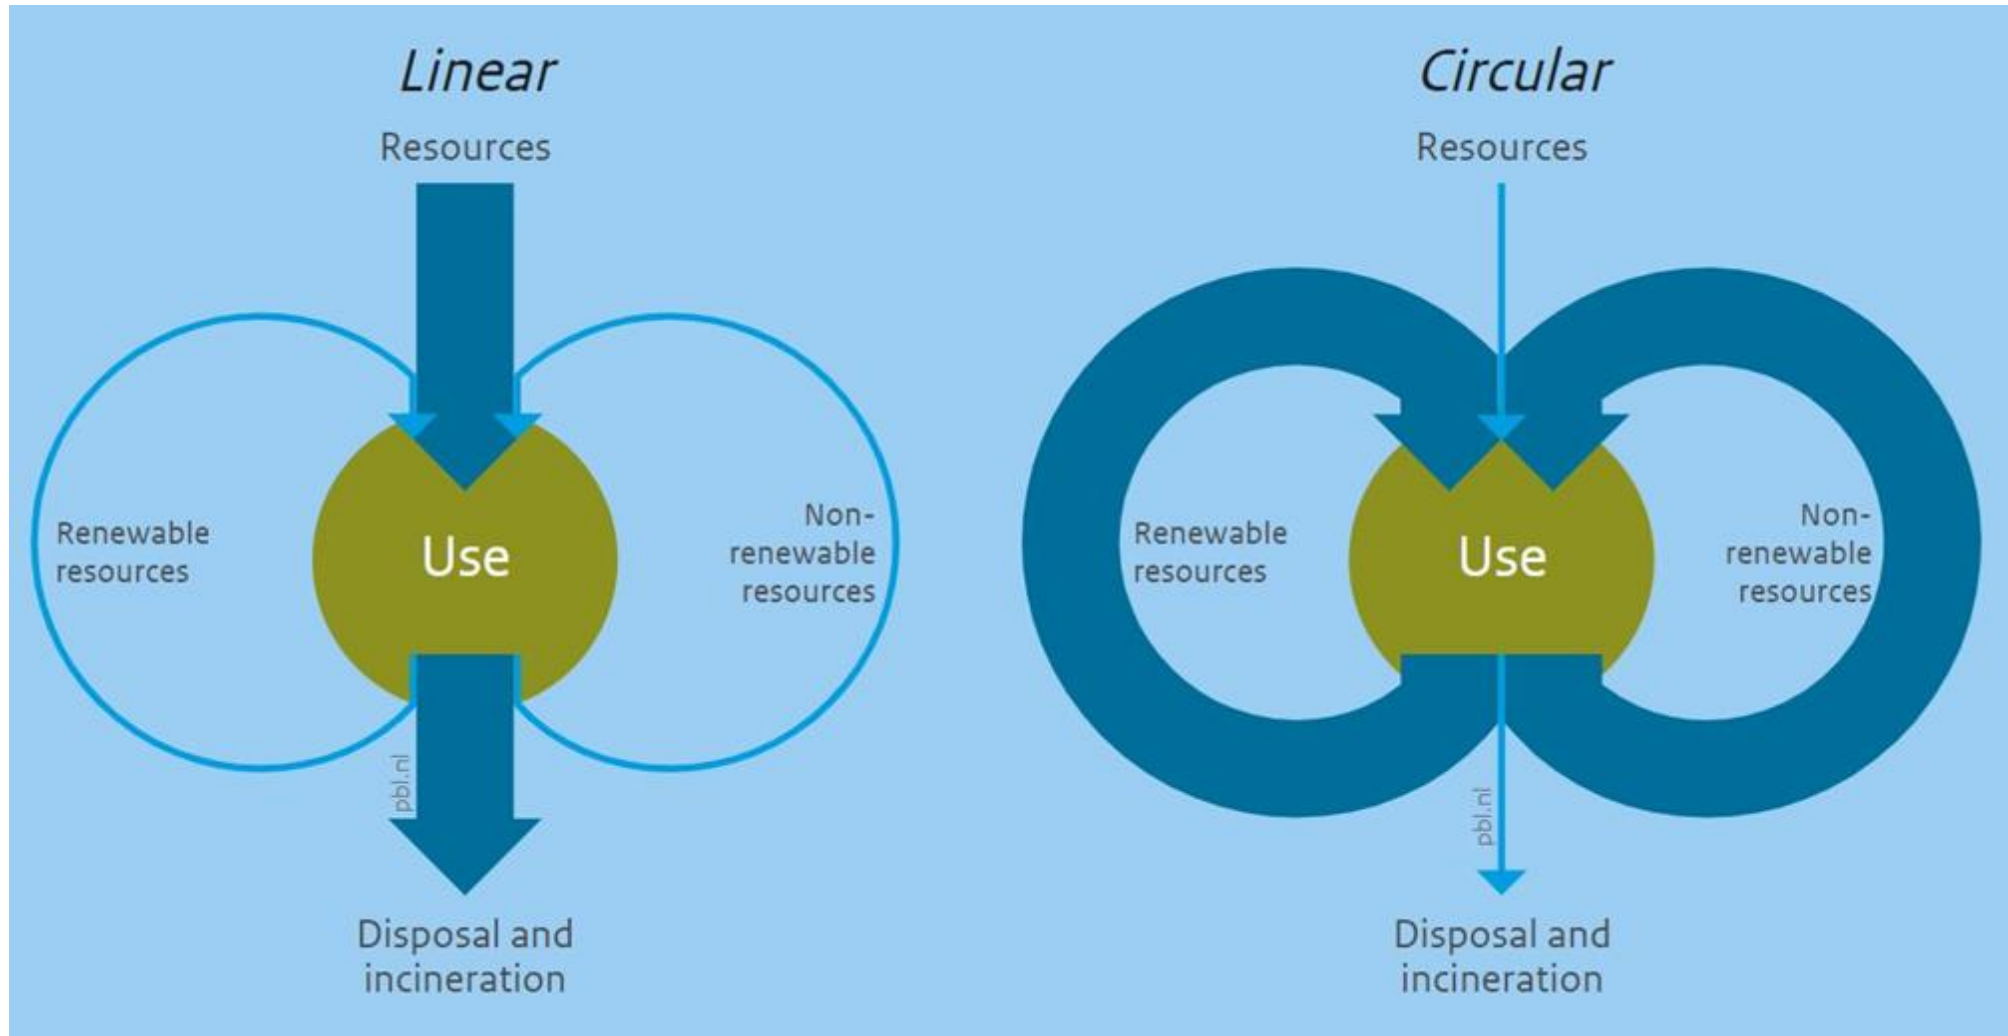 Linear
Resources
Renewable
resources
Use
Non-
renewable
resources
pbl.nl
Disposal and
incineration
Circular
Resources
Renewable
resources
Use
Non-
renewable
resources
pbl.nl
Disposal and
incineration